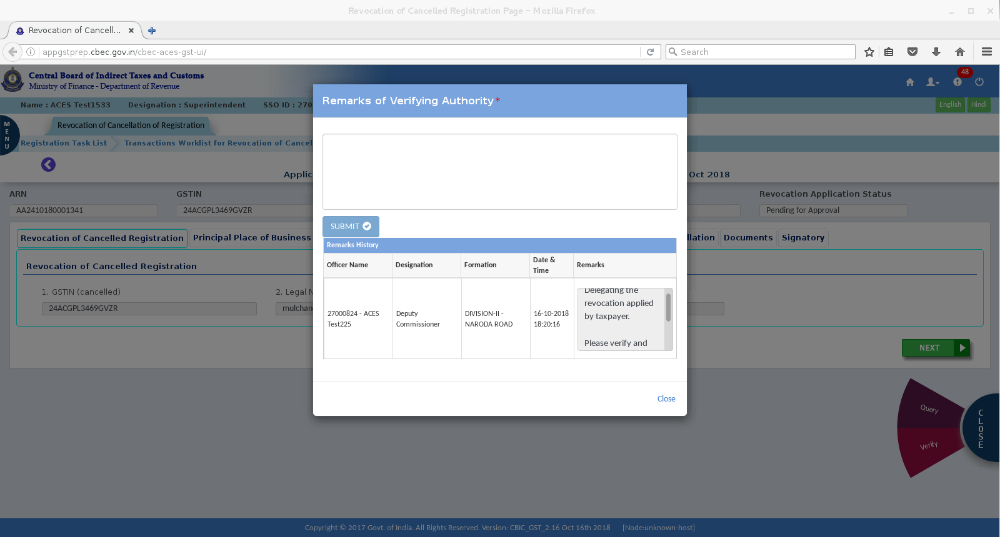 Revocation of Cancelled Registration Page - Mozilla Firefox
Revocation of Cancell...
appgstprep.cbec.gov.in/cbec-aces-gst-ui/
Search
Central Board of Indirect Taxes and Customs
Ministry of Finance - Department of Revenue
48
Name : ACES Test1533 Designation : Superintendent SSO ID : 270
English Hindi
MENU
Revocation of Cancellation of Registration
Registration Task List Transactions Worklist for Revocation of Cancel
Applic
Oct 2018
ARN GSTIN Revocation Application Status
AA2410180001341 24ACGPL3469GVZR Pending for Approval
Revocation of Cancelled Registration Principal Place of Business llation Documents Signatory
Revocation of Cancelled Registration
1. GSTIN (cancelled) 2. Legal N
24ACGPL3469GVZR mulchan
NEXT
Remarks of Verifying Authority*
SUBMIT
Remarks History
Officer Name Designation Formation Date & Time Remarks
27000824 - ACES Test225
Deputy Commissioner
DIVISION-II - NARODA ROAD
16-10-2018 18:20:16
Delegating the
revocation applied
by taxpayer.
Please verify and
Close
Query
Verify
CLOSE
Copyright © 2017 Govt. of India. All Rights Reserved. Version: CBIC_GST_2.16 Oct 16th 2018 [Node:unknown-host]